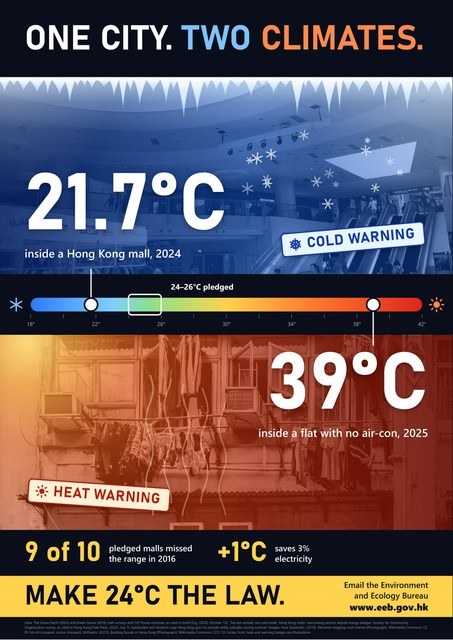 ONE CITY. TWO CLIMATES.
21.7°C
inside a Hong Kong mall, 2024
COLD WARNING
24–26°C pledged
18° 22° 26° 30° 34° 38° 42°
39°C
inside a flat with no air-con, 2025
HEAT WARNING
9 of 10 pledged malls missed
the range in 2016
+1°C saves 3%
electricity
MAKE 24°C THE LAW.
Email the Environment
and Ecology Bureau
www.eeb.gov.hk